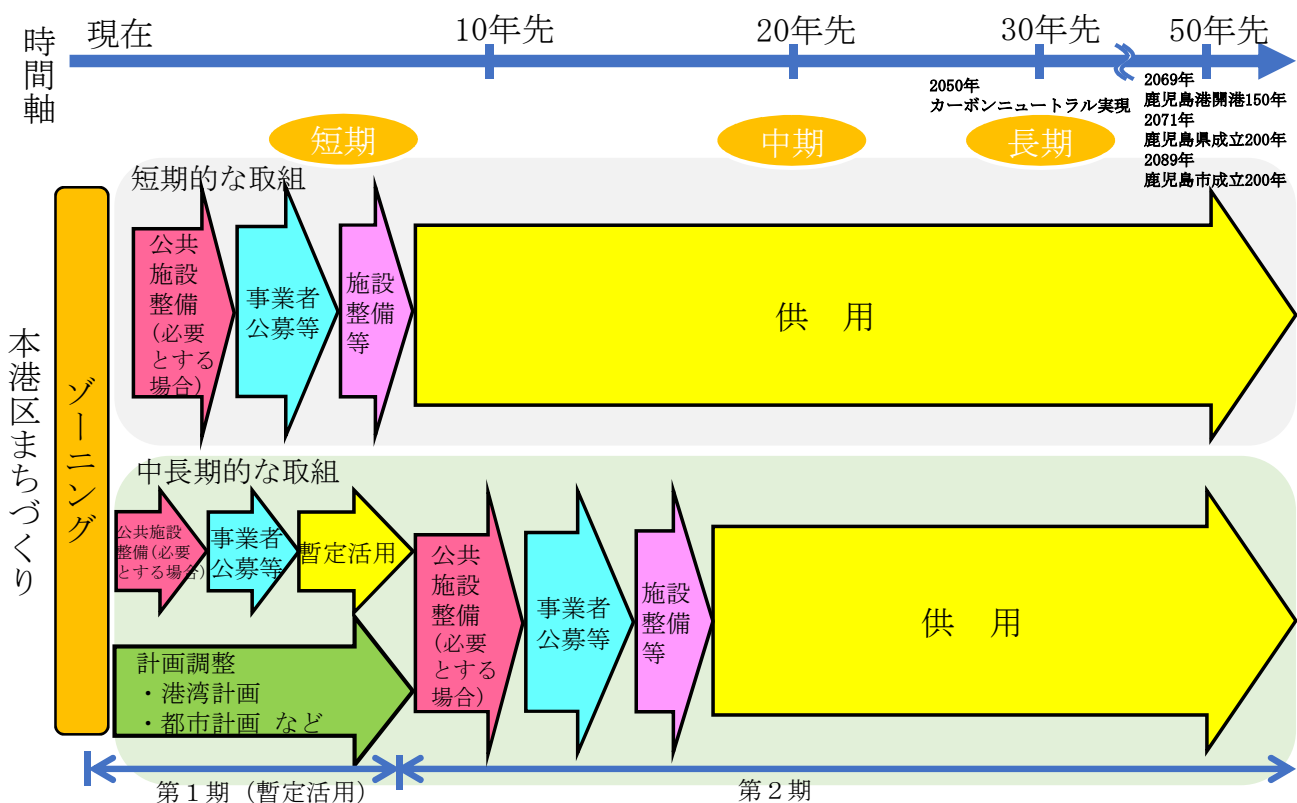 時間軸
現在
10年先
20年先
30年先
50年先
2050年
カーボンニュートラル実現
2069年
鹿児島港開港150年
2071年
鹿児島県成立200年
2089年
鹿児島市成立200年
短期
中期
長期
本港区まちづくり
ゾーニング
短期的な取組
公共
施設
整備
(必要
とする
場合)
事業者
公募等
施設
整備
等
供 用
中長期的な取組
公共施設
整備(必要
とする場合)
事業者
公募等
暫定活用
計画調整
・港湾計画
・都市計画 など
公共
施設
整備
(必要
とする
場合)
事業者
公募等
施設
整備
等
供 用
第1期(暫定活用)
第2期